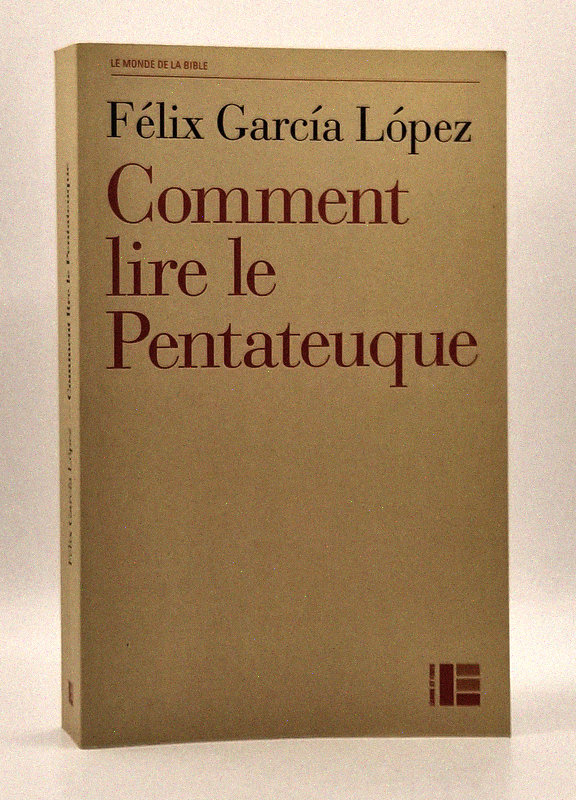 LE MONDE DE LA BIBLE
Félix García López
Comment
lire le
Pentateuque
Félix García López Comment lire le Pentateuque